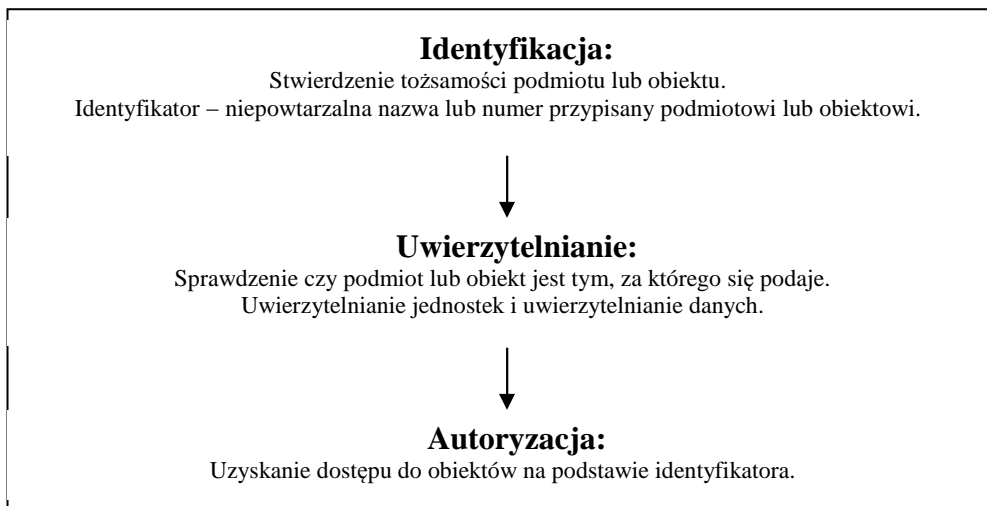 Identyfikacja:
Stwierdzenie tożsamości podmiotu lub obiektu.
Identyfikator – niepowtarzalna nazwa lub numer przypisany podmiotowi lub obiektowi.
Uwierzytelnianie:
Sprawdzenie czy podmiot lub obiekt jest tym, za którego się podaje.
Uwierzytelnianie jednostek i uwierzytelnianie danych.
Autoryzacja:
Uzyskanie dostępu do obiektów na podstawie identyfikatora.